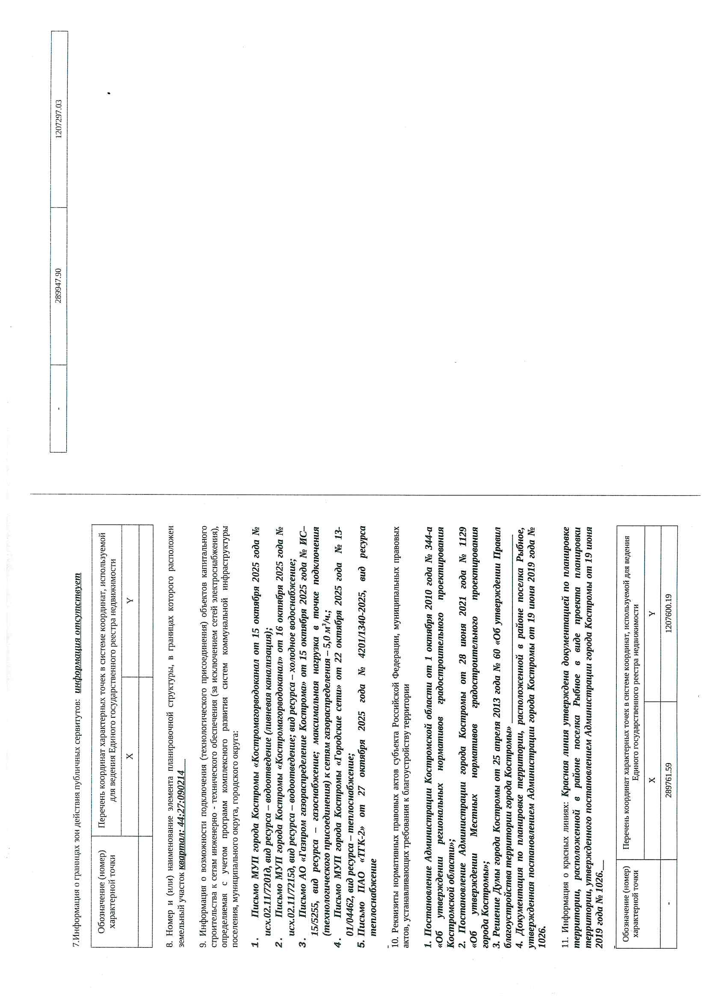 7.Информация о границах зон действия публичных сервитутов: информация отсутствует
Обозначение (номер)
характерной точки
Перечень координат характерных точек в системе координат, используемой
для ведения Единого государственного реестра недвижимости
X
Y
8. Номер и (или) наименование элемента планировочной структуры, в границах которого расположен
земельный участок квартал: 44:27:090214
9. Информация о возможности подключения (технологического присоединения) объектов капитального
строительства к сетям инженерно - технического обеспечения (за исключением сетей электроснабжения),
определяемая с учетом программ комплексного развития систем коммунальной инфраструктуры
поселения, муниципального округа, городского округа:
1. Письмо МУП города Костромы «Костромагорводоканал от 15 октября 2025 года №
исх.02.11/7201д, вид ресурса – водоотведение (ливневая канализация);
2. Письмо МУП города Костромы «Костромагорводоканал» от 16 октября 2025 года №
исх.02.11/7215д, вид ресурса – водоотведение; вид ресурса – холодное водоснабжение;
3. Письмо АО «Газпром газораспределение Кострома» от 15 октября 2025 года № ИС–
15/5255, вид ресурса – газоснабжение; максимальная нагрузка в точке подключения
(технологического присоединения) к сетям газораспределения – 5,0 м³/ч.;
4. Письмо МУП города Костромы «Городские сети» от 22 октября 2025 года № 13-
01/04462, вид ресурса – теплоснабжение;
5. Письмо ПАО «ТГК-2» от 27 октября 2025 года № 4201/1340-2025, вид ресурса
теплоснабжение
10. Реквизиты нормативных правовых актов субъекта Российской Федерации, муниципальных правовых
актов, устанавливающих требования к благоустройству территории
1. Постановление Администрации Костромской области от 1 октября 2010 года № 344-а
«Об утверждении региональных нормативов градостроительного проектирования
Костромской области»;
2. Постановление Администрации города Костромы от 28 июня 2021 года № 1129
«Об утверждении Местных нормативов градостроительного проектирования
города Костромы»;
3. Решение Думы города Костромы от 25 апреля 2013 года № 60 «Об утверждении Правил
благоустройства территории города Костромы»
4. Документация по планировке территории, расположенной в районе поселка Рыбное,
утвержденная постановлением Администрации города Костромы от 19 июня 2019 года №
1026.
11. Информация о красных линиях: Красная линия утверждена документацией по планировке
территории, расположенной в районе поселка Рыбное в виде проекта планировки
территории, утвержденного постановлением Администрации города Костромы от 19 июня
2019 года № 1026.
Обозначение (номер)
характерной точки
Перечень координат характерных точек в системе координат, используемой для ведения
Единого государственного реестра недвижимости
X
Y
-
289761.59
1207600.19
-
289947.90
1207297.03